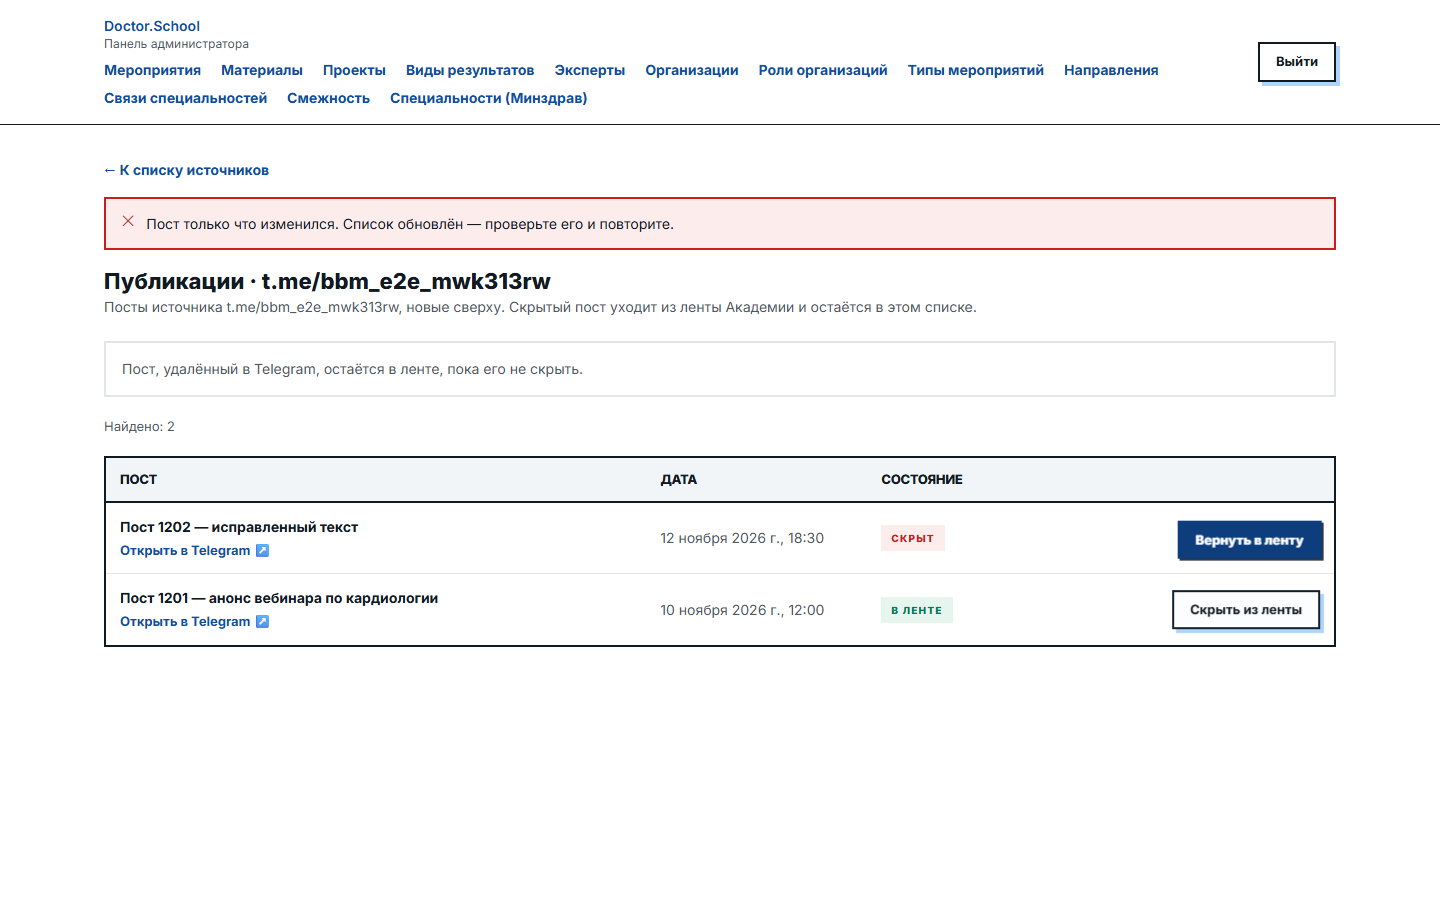 Doctor.School
Панель администратора
Мероприятия Материалы Проекты Виды результатов Эксперты Организации Роли организаций Типы мероприятий Направления
Связи специальностей Смежность Специальности (Минздрав)
Выйти
← К списку источников
Пост только что изменился. Список обновлён — проверьте его и повторите.
Публикации · t.me/bbm_e2e_mwk313rw
Посты источника t.me/bbm_e2e_mwk313rw, новые сверху. Скрытый пост уходит из ленты Академии и остаётся в этом списке.
Пост, удалённый в Telegram, остаётся в ленте, пока его не скрыть.
Найдено: 2
ПОСТ ДАТА СОСТОЯНИЕ
Пост 1202 — исправленный текст
Открыть в Telegram ↗
12 ноября 2026 г., 18:30
СКРЫТ
Вернуть в ленту
Пост 1201 — анонс вебинара по кардиологии
Открыть в Telegram ↗
10 ноября 2026 г., 12:00
В ЛЕНТЕ
Скрыть из ленты